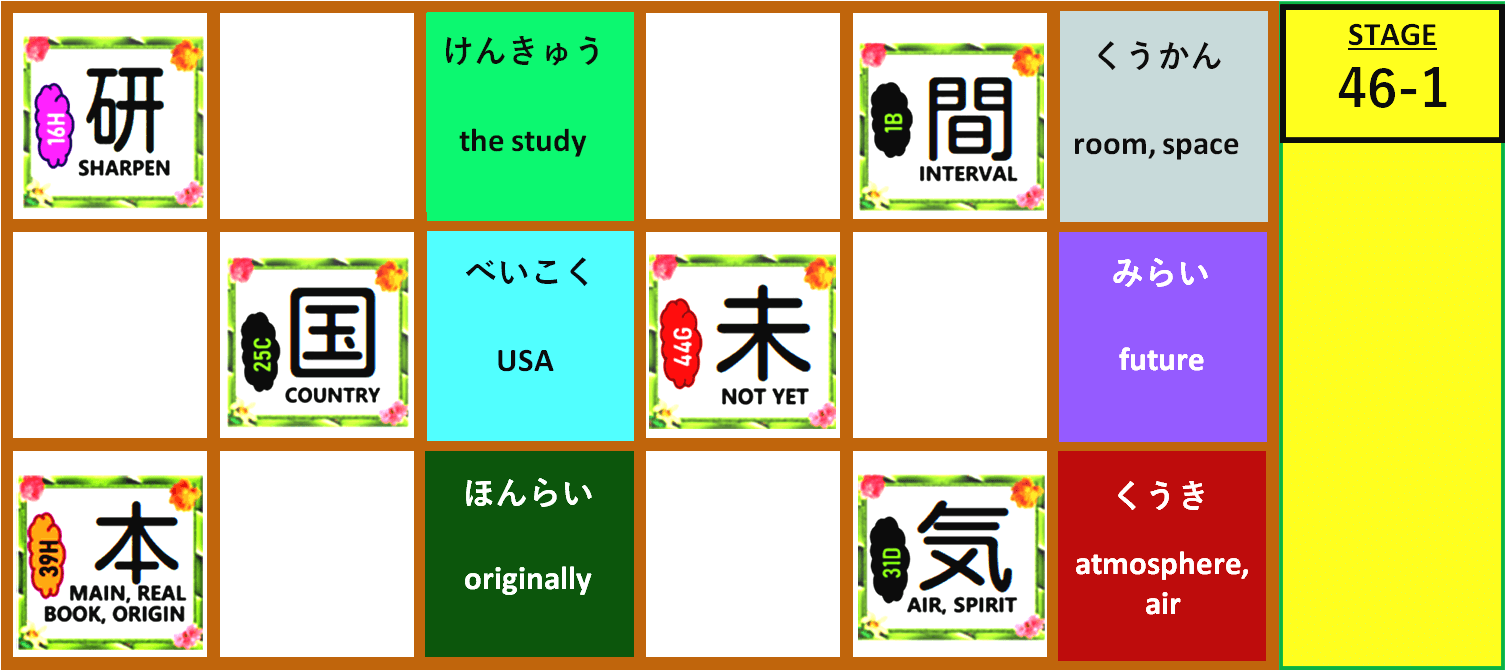 16H
研
SHARPEN
けんきゅう
the study
1B
間
INTERVAL
くうかん
room, space
STAGE
46-1
25C
国
COUNTRY
べいこく
USA
44G
未
NOT YET
みらい
future
39H
本
MAIN, REAL
BOOK, ORIGIN
ほんらい
originally
31D
気
AIR, SPIRIT
くうき
atmosphere,
air